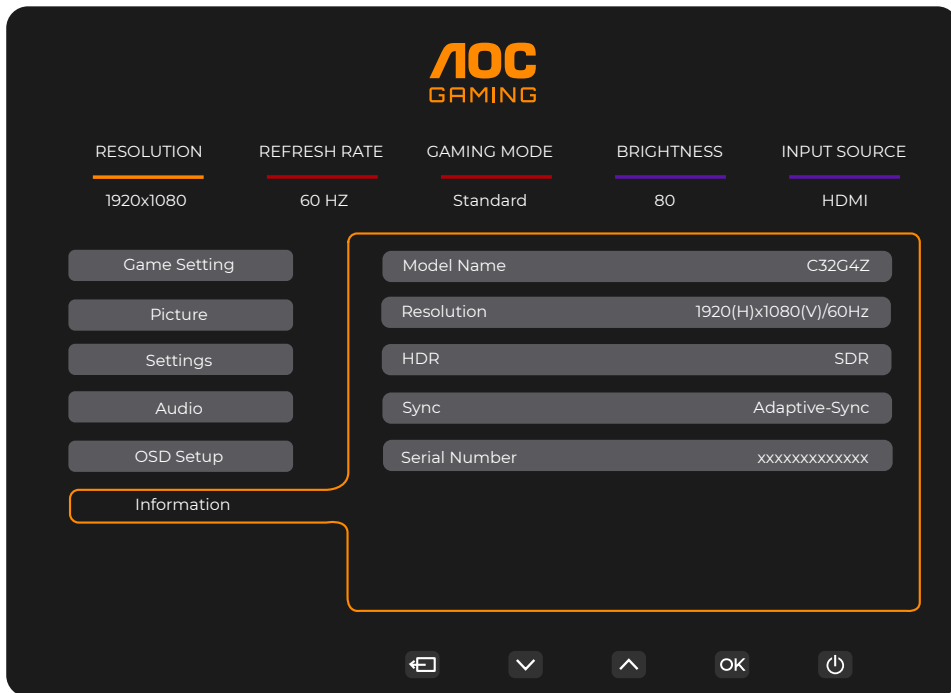 AOC
GAMING
RESOLUTION REFRESH RATE GAMING MODE BRIGHTNESS INPUT SOURCE
1920x1080 60 HZ Standard 80 HDMI
Game Setting
Model Name C32G4Z
Picture
Resolution 1920(H)x1080(V)/60Hz
Settings
HDR SDR
Audio
Sync Adaptive-Sync
OSD Setup
Serial Number xxxxxxxxxxxxx
Information
OK